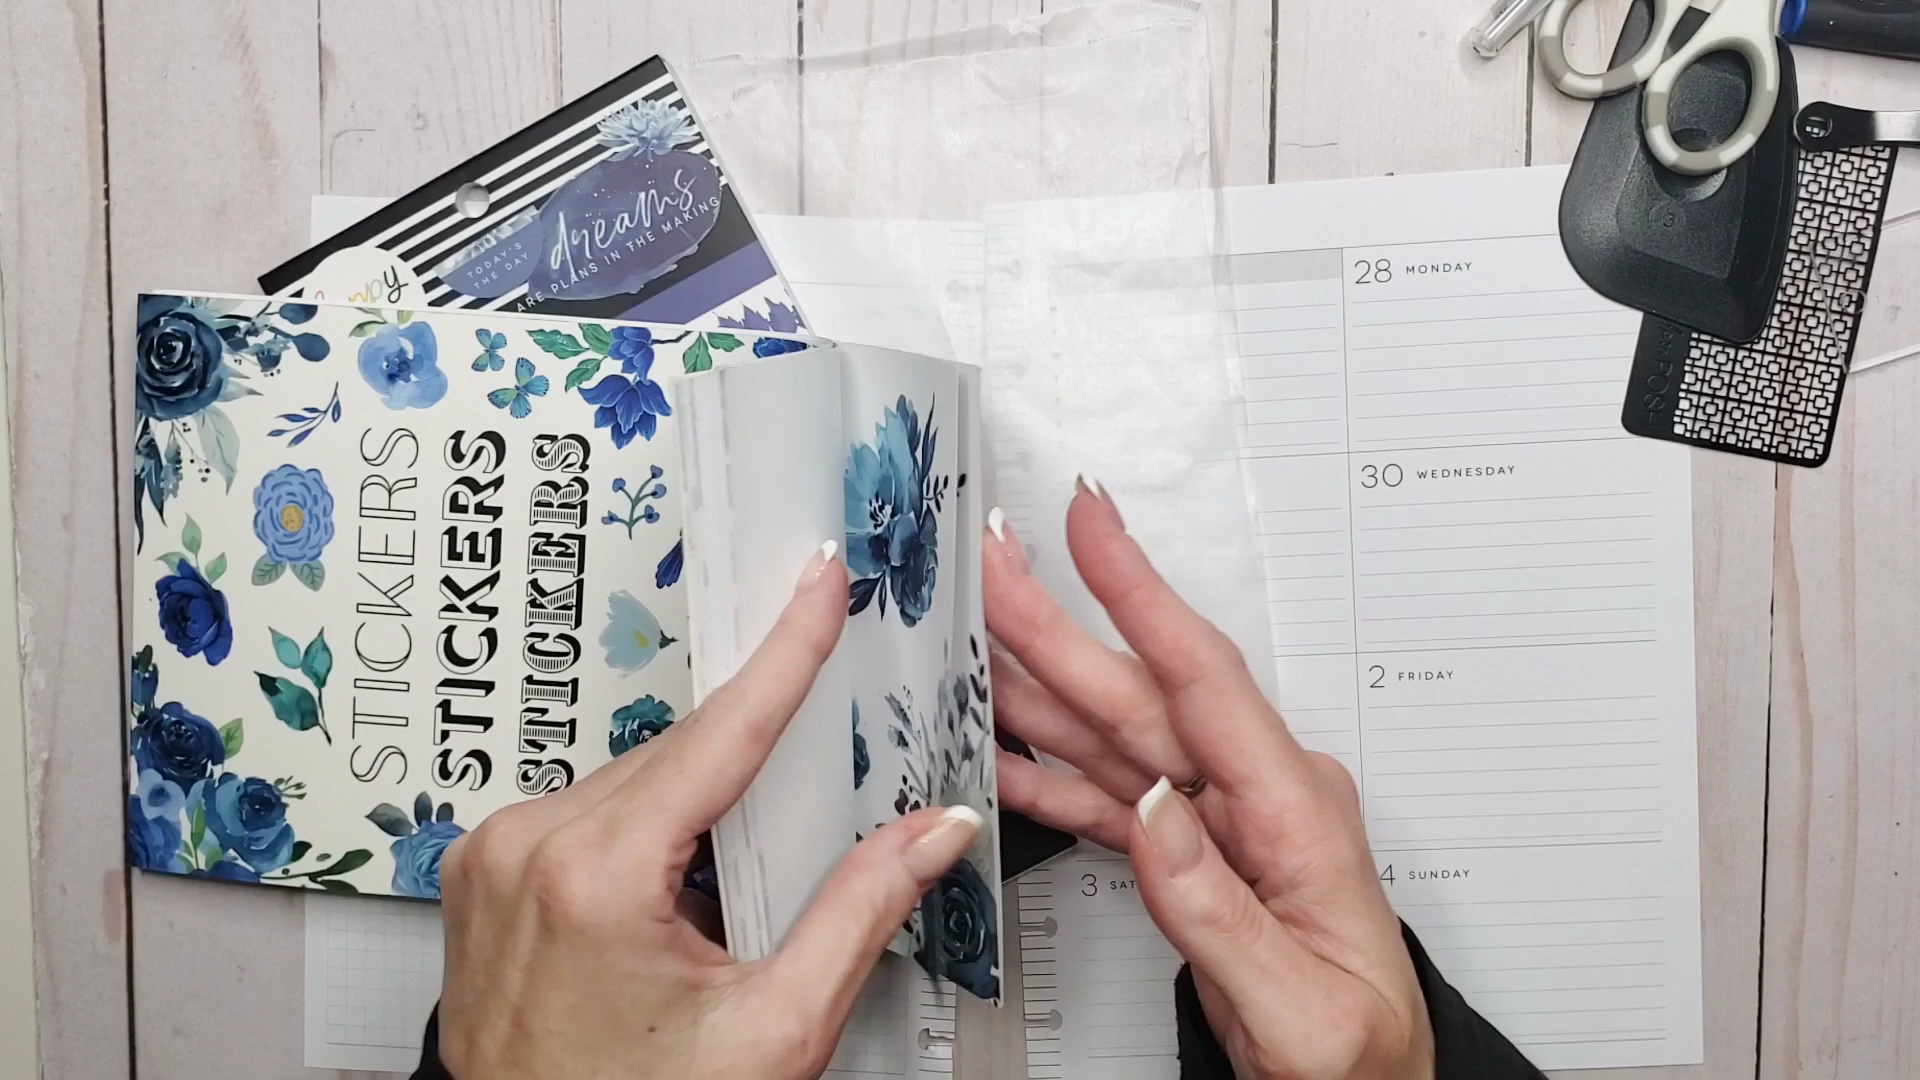 dreams
TODAY'S
THE DAY
ARE PLANS IN THE MAKING
STICKERS
STICKERS
STICKERS
28 MONDAY
30 WEDNESDAY
2 FRIDAY
3 SAT
4 SUNDAY
3